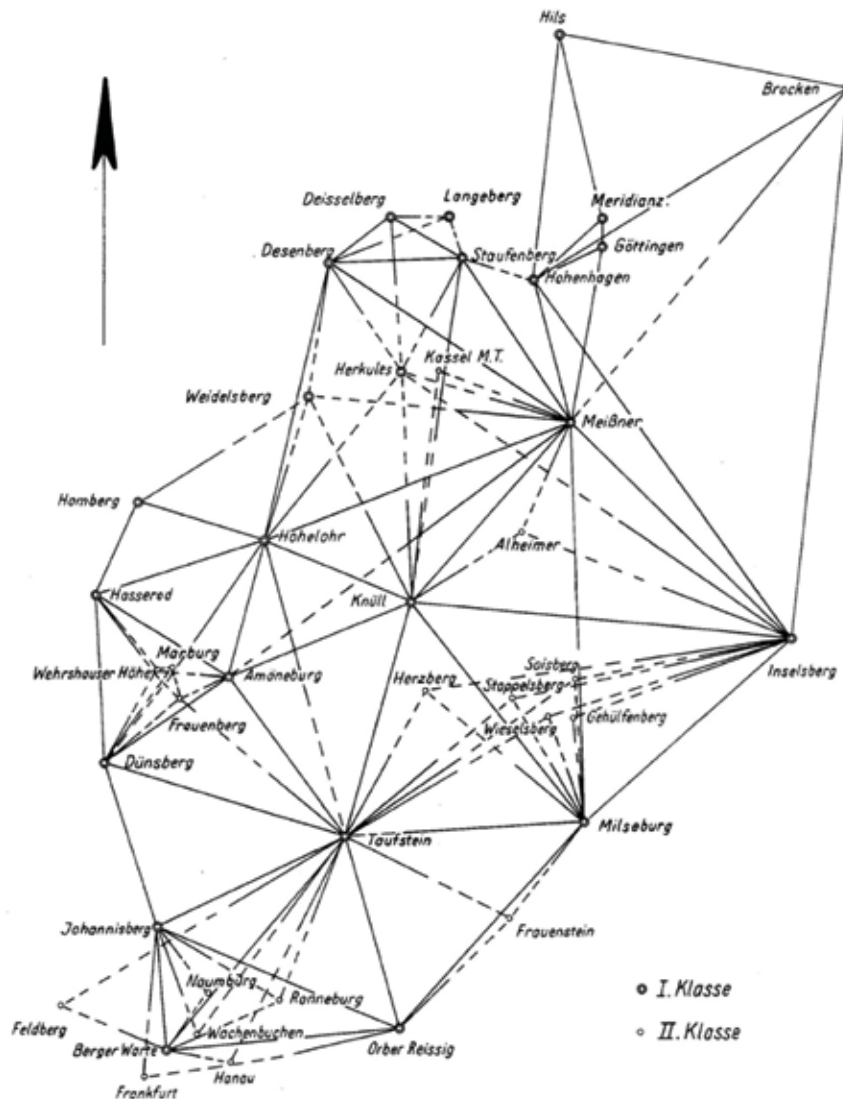 Hils
Brocken
Deisselberg
Langeberg
Meridianz.
Desenberg
Staufenberg
Göttingen
Hohenhagen
Herkules
Kassel M.T.
Weidelsberg
Meißner
Homberg
Höhelohr
Alheimer
Hasserod
Knüll
Marburg
Wehrshauser Höhe
Amöneburg
Herzberg
Soisberg
Stoppelsberg
Inselsberg
Frauenberg
Wieselsberg
Gehülfenberg
Dünsberg
Milseburg
Taufstein
Johannisberg
Frauenstein
Naumburg
Ronneburg
I. Klasse
Feldberg
Wachenbuchen
II. Klasse
Berger Warte
Orber Reissig
Hanau
Frankfurt